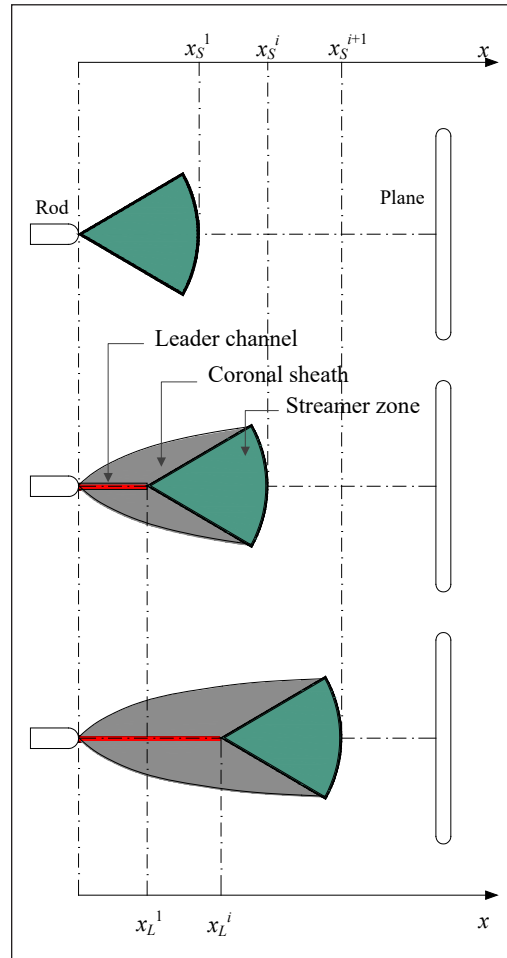 x_S^1 x_S^i x_S^{i+1} x
Rod
Plane
Leader channel
Coronal sheath
Streamer zone
x_L^1 x_L^i x